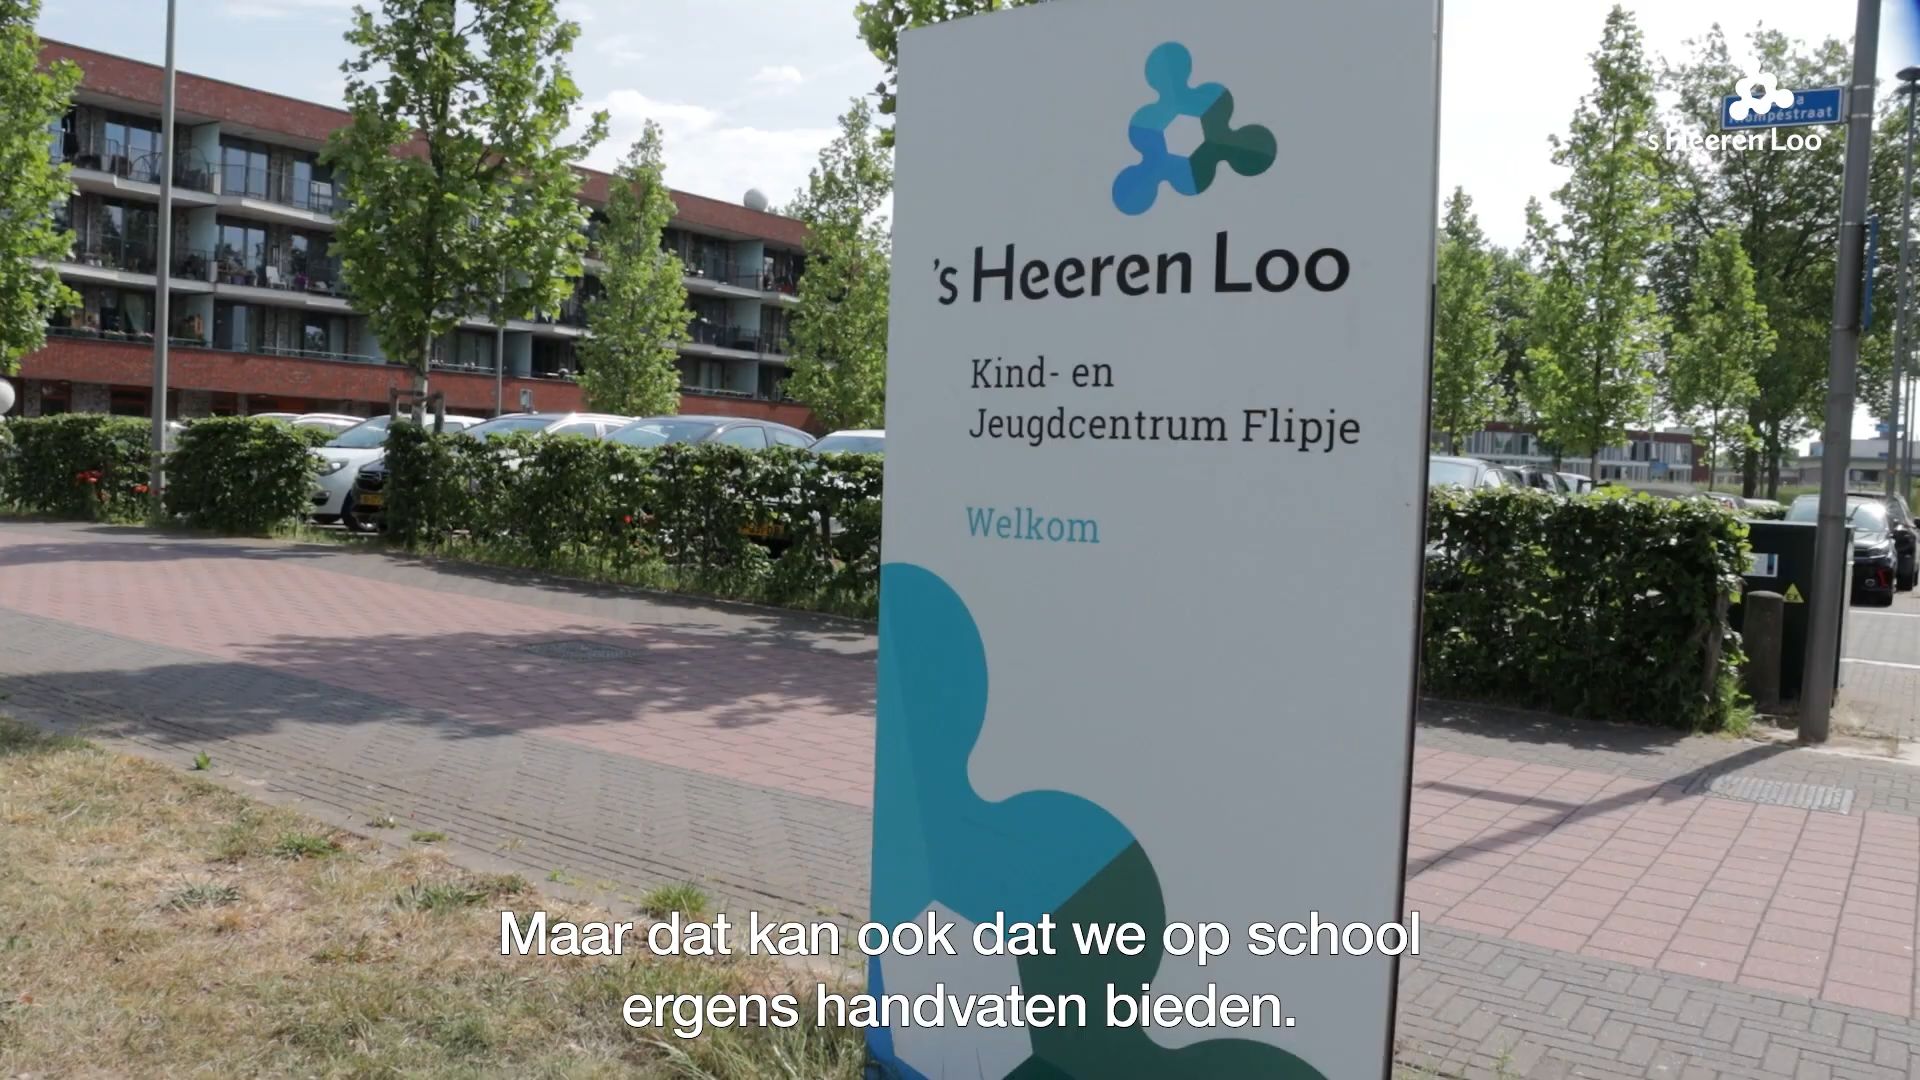 's Heeren Loo
Kind- en
Jeugdcentrum Flipje
Welkom
's Heeren Loo
Maar dat kan ook dat we op school
ergens handvaten bieden.